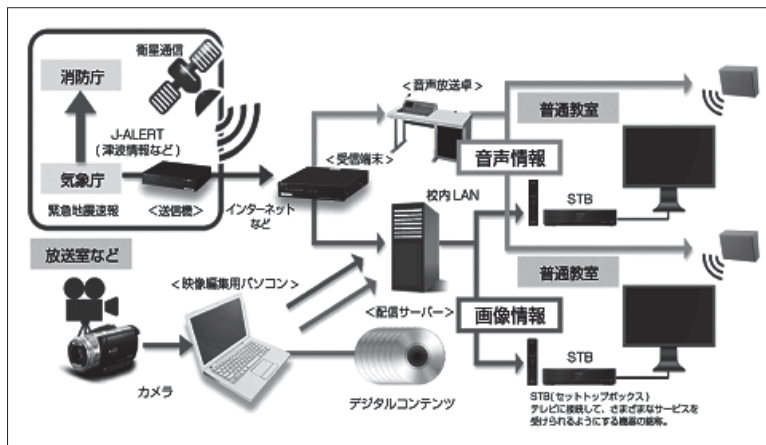 衛星通信
消防庁
J-ALERT
(津波情報など)
気象庁
緊急地震速報
<送信機>
インターネット
など
<受信端末>
<音声放送卓>
普通教室
音声情報
STB
校内LAN
放送室など
<映像編集用パソコン>
<配信サーバー>
普通教室
画像情報
STB
カメラ
デジタルコンテンツ
STB(セットトップボックス)
テレビに接続して、さまざまなサービスを
受けられるようにする機器の総称。